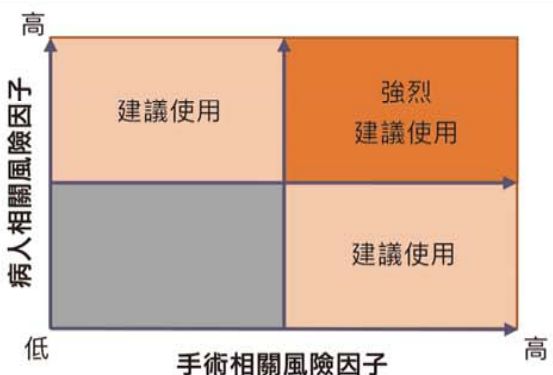 高
病人相關風險因子
建議使用
強烈
建議使用
建議使用
低
手術相關風險因子
高